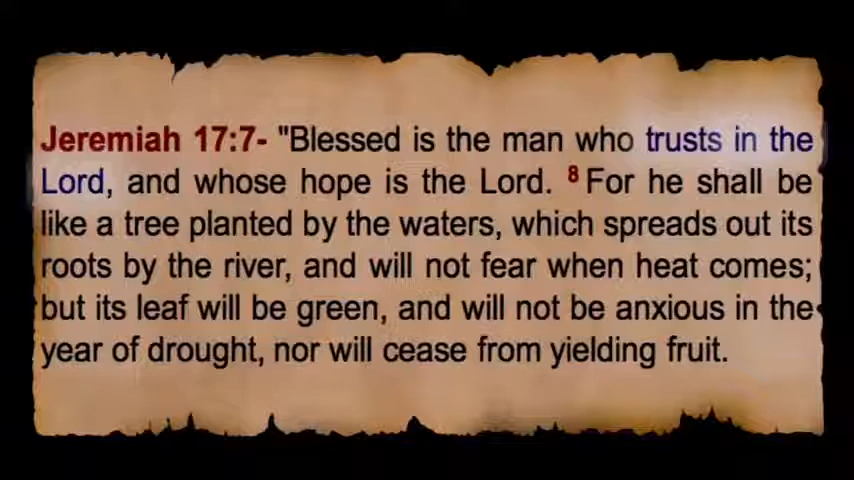 Jeremiah 17:7- "Blessed is the man who trusts in the
Lord, and whose hope is the Lord. 8 For he shall be
like a tree planted by the waters, which spreads out its
roots by the river, and will not fear when heat comes;
but its leaf will be green, and will not be anxious in the
year of drought, nor will cease from yielding fruit.